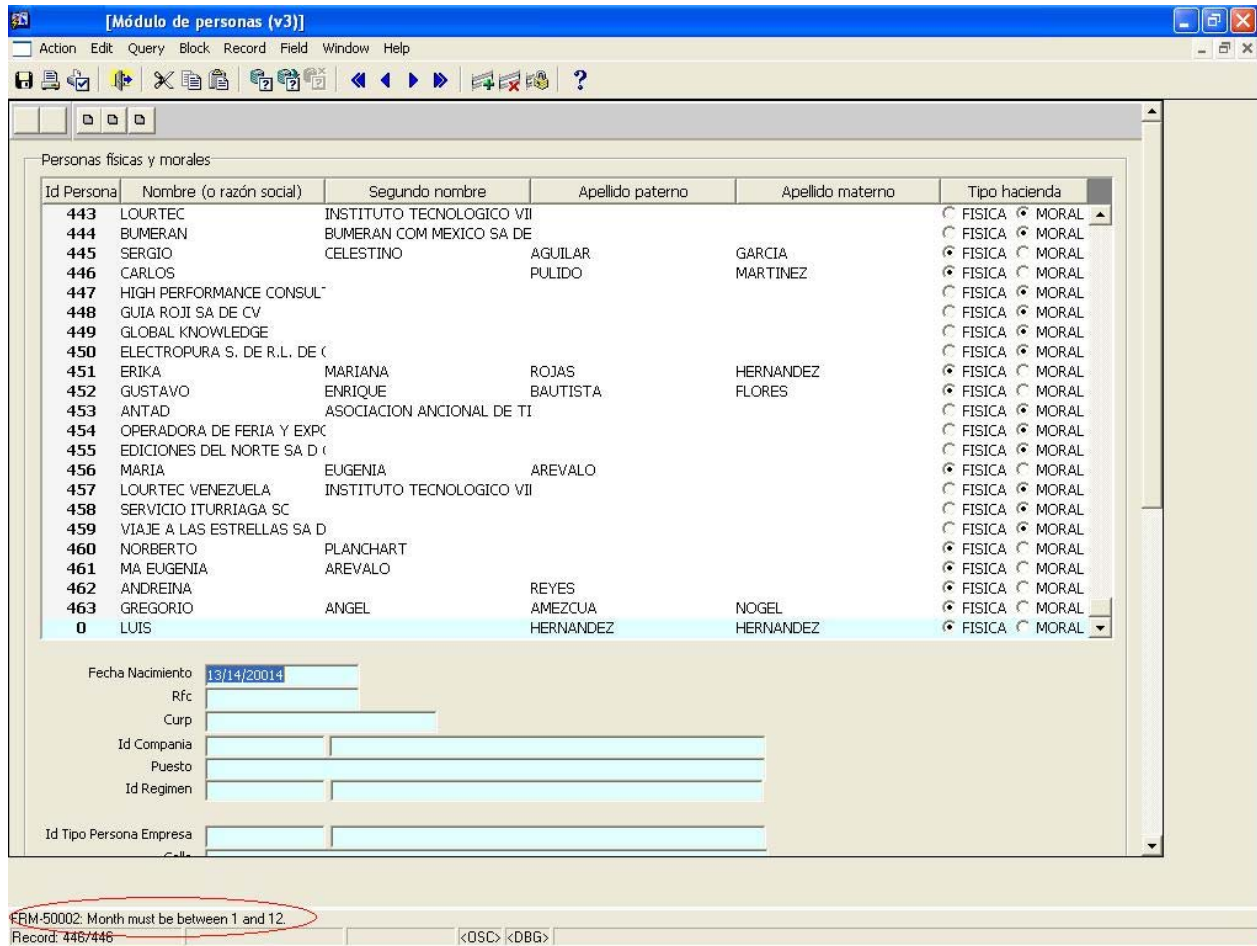 [Módulo de personas (v3)]
Action Edit Query Block Record Field Window Help
Personas físicas y morales
Id Persona Nombre (o razón social) Segundo nombre Apellido paterno Apellido materno Tipo hacienda
443 LOURTEC INSTITUTO TECNOLOGICO VII FISICA MORAL
444 BUMERAN BUMERAN COM MEXICO SA DE FISICA MORAL
445 SERGIO CELESTINO AGUILAR GARCIA FISICA MORAL
446 CARLOS PULIDO MARTINEZ FISICA MORAL
447 HIGH PERFORMANCE CONSUL FISICA MORAL
448 GUIA ROJI SA DE CV FISICA MORAL
449 GLOBAL KNOWLEDGE FISICA MORAL
450 ELECTROPURA S. DE R.L. DE FISICA MORAL
451 ERIKA MARIANA ROJAS HERNANDEZ FISICA MORAL
452 GUSTAVO ENRIQUE BAUTISTA FLORES FISICA MORAL
453 ANTAD ASOCIACION ANCIONAL DE TI FISICA MORAL
454 OPERADORA DE FERIA Y EXPO FISICA MORAL
455 EDICIONES DEL NORTE SA D FISICA MORAL
456 MARIA EUGENIA AREVALO FISICA MORAL
457 LOURTEC VENEZUELA INSTITUTO TECNOLOGICO VII FISICA MORAL
458 SERVICIO ITURRIAGA SC FISICA MORAL
459 VIAJE A LAS ESTRELLAS SA D FISICA MORAL
460 NORBERTO PLANCHART FISICA MORAL
461 MA EUGENIA AREVALO FISICA MORAL
462 ANDREINA REYES FISICA MORAL
463 GREGORIO ANGEL AMEZCUA NOGEL FISICA MORAL
0 LUIS HERNANDEZ HERNANDEZ FISICA MORAL
Fecha Nacimiento 13/14/20014
Rfc
Curp
Id Compania
Puesto
Id Regimen
Id Tipo Persona Empresa
FRM-50002: Month must be between 1 and 12.
Record: 446/446 <OSC> <DBG>